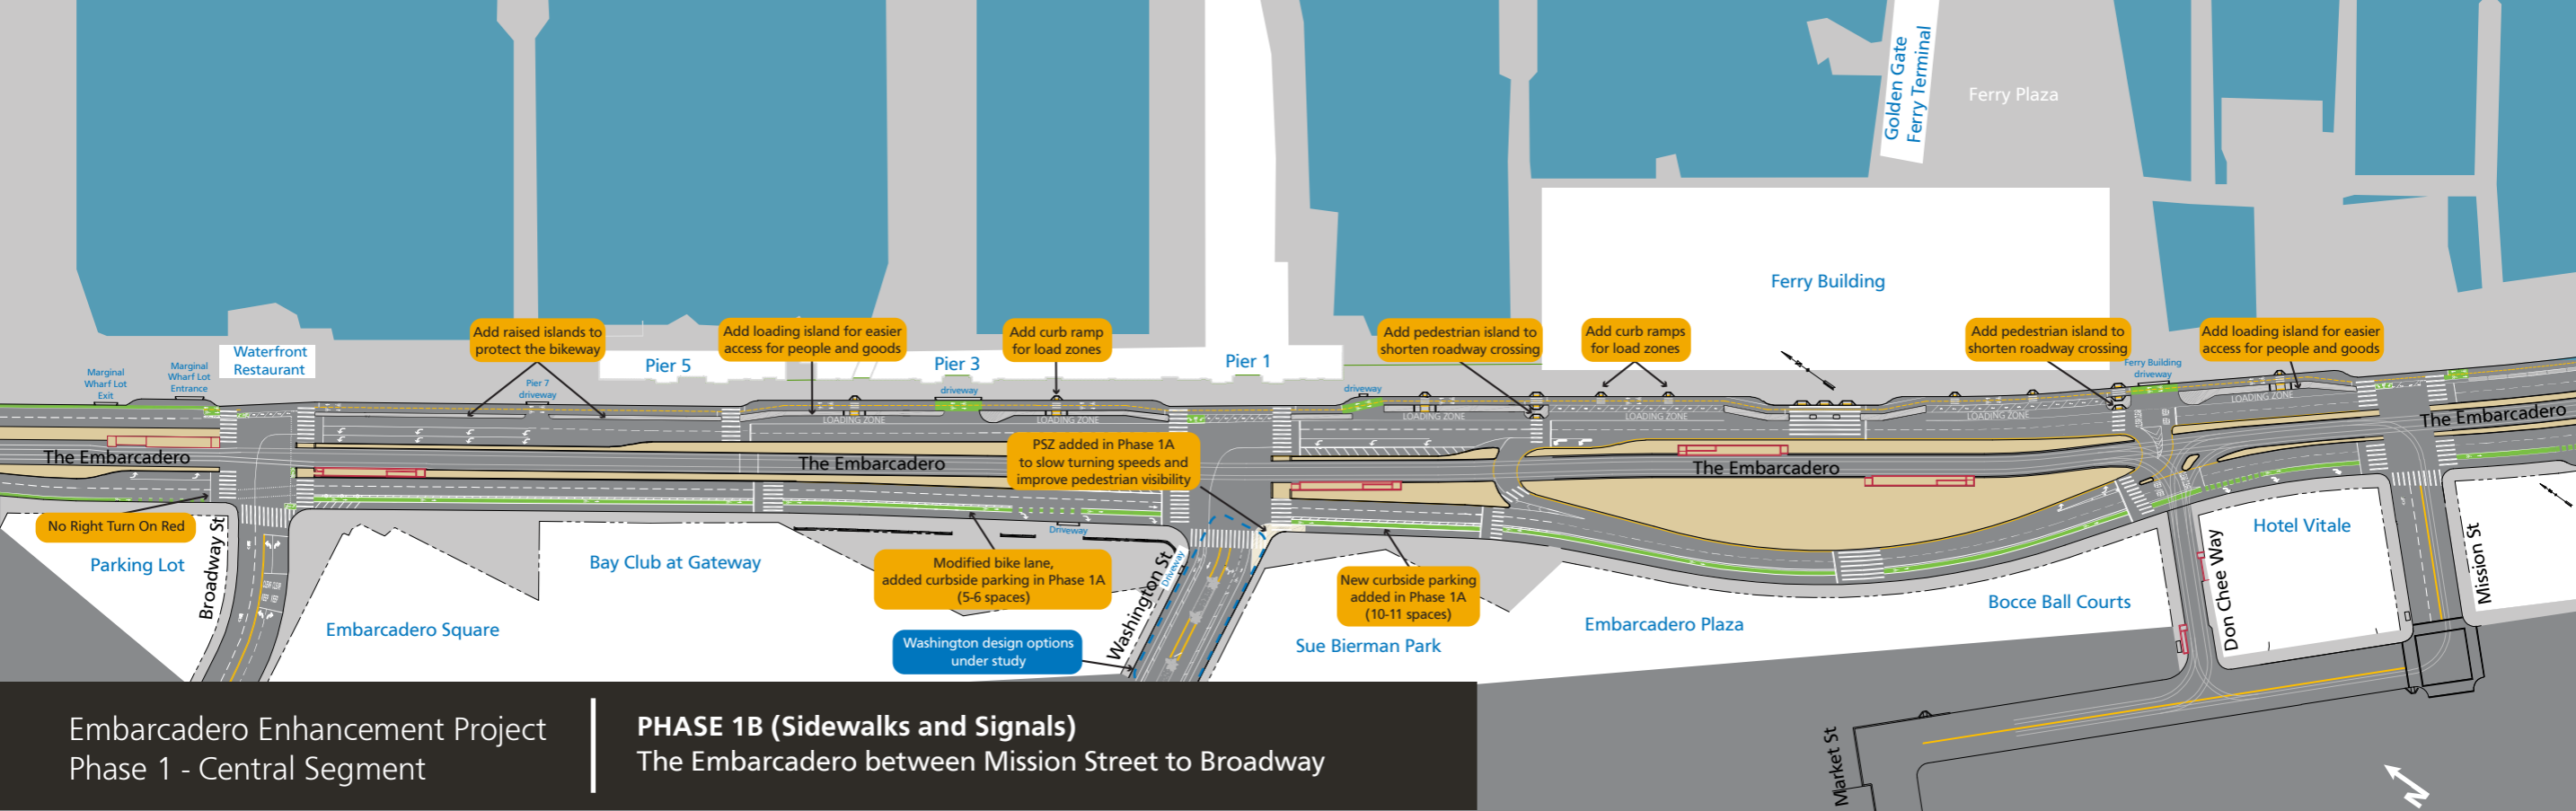 Golden Gate
Ferry Terminal
Ferry Plaza
Ferry Building
Add raised islands to
protect the bikeway
Add loading island for easier
access for people and goods
Add curb ramp
for load zones
Add pedestrian island to
shorten roadway crossing
Add curb ramps
for load zones
Add pedestrian island to
shorten roadway crossing
Add loading island for easier
access for people and goods
Waterfront
Restaurant
Marginal
Wharf Lot
Exit
Marginal
Wharf Lot
Entrance
Pier 7
driveway
Pier 5
Pier 3
driveway
Pier 1
driveway
Ferry Building
driveway
LOADING ZONE
LOADING ZONE
LOADING ZONE
LOADING ZONE
LOADING ZONE
LOADING ZONE
The Embarcadero
The Embarcadero
The Embarcadero
The Embarcadero
PSZ added in Phase 1A
to slow turning speeds and
improve pedestrian visibility
No Right Turn On Red
Parking Lot
Broadway St
Embarcadero Square
Bay Club at Gateway
Driveway
Modified bike lane,
added curbside parking in Phase 1A
(5-6 spaces)
Washington St
Driveway
Washington design options
under study
New curbside parking
added in Phase 1A
(10-11 spaces)
Sue Bierman Park
Embarcadero Plaza
Bocce Ball Courts
Don Chee Way
Hotel Vitale
Mission St
Market St
N
Embarcadero Enhancement Project
Phase 1 - Central Segment
PHASE 1B (Sidewalks and Signals)
The Embarcadero between Mission Street to Broadway